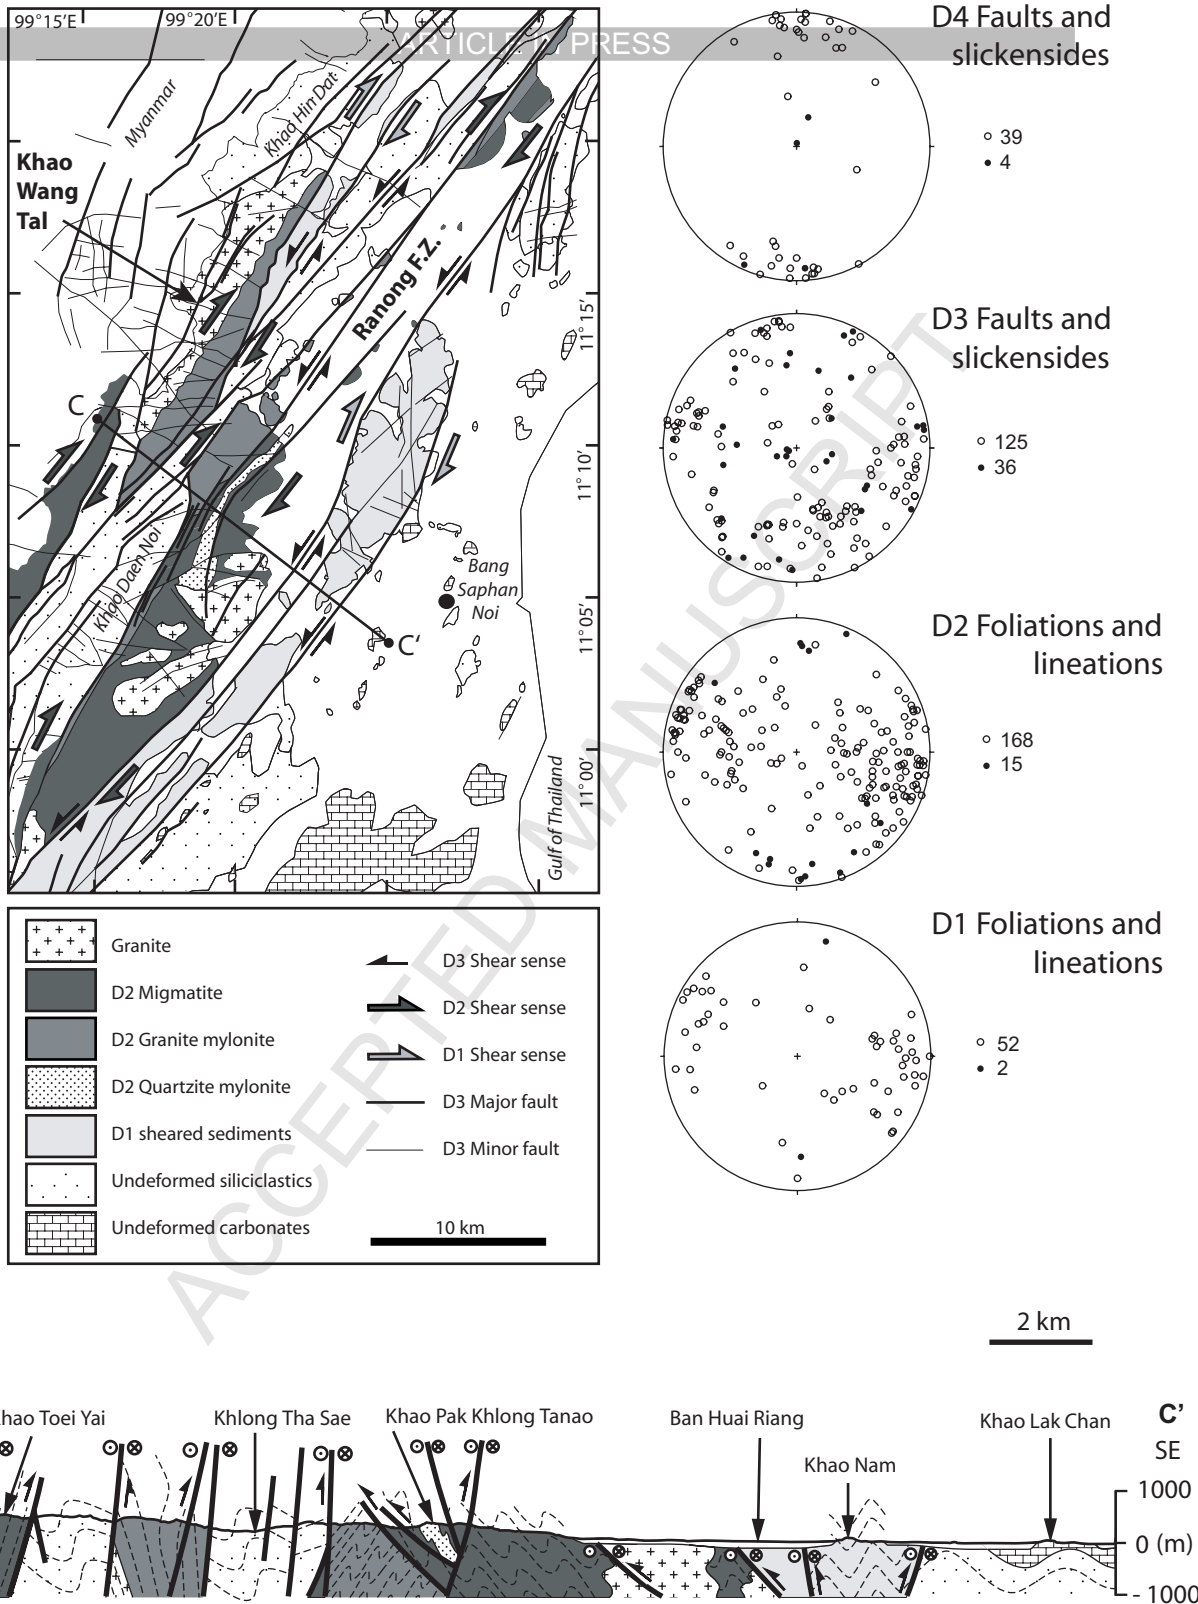 ARTICLE IN PRESS
99°15'E
99°20'E
Myanmar
Khao Hin Dat
Khao
Wang
Tal
Ranong F.Z.
11°15'
C
11°10'
Khao Daen Noi
Bang
Saphan
Noi
11°05'
C'
11°00'
Gulf of Thailand
Granite
D2 Migmatite
D2 Granite mylonite
D2 Quartzite mylonite
D1 sheared sediments
Undeformed siliciclastics
Undeformed carbonates
D3 Shear sense
D2 Shear sense
D1 Shear sense
D3 Major fault
D3 Minor fault
10 km
D4 Faults and
slickensides
39
4
D3 Faults and
slickensides
125
36
D2 Foliations and
lineations
168
15
D1 Foliations and
lineations
52
2
ACCEPTED MANUSCRIPT
2 km
Khao Toei Yai
Khlong Tha Sae
Khao Pak Khlong Tanao
Ban Huai Riang
Khao Nam
Khao Lak Chan
C'
SE
1000
0 (m)
- 1000